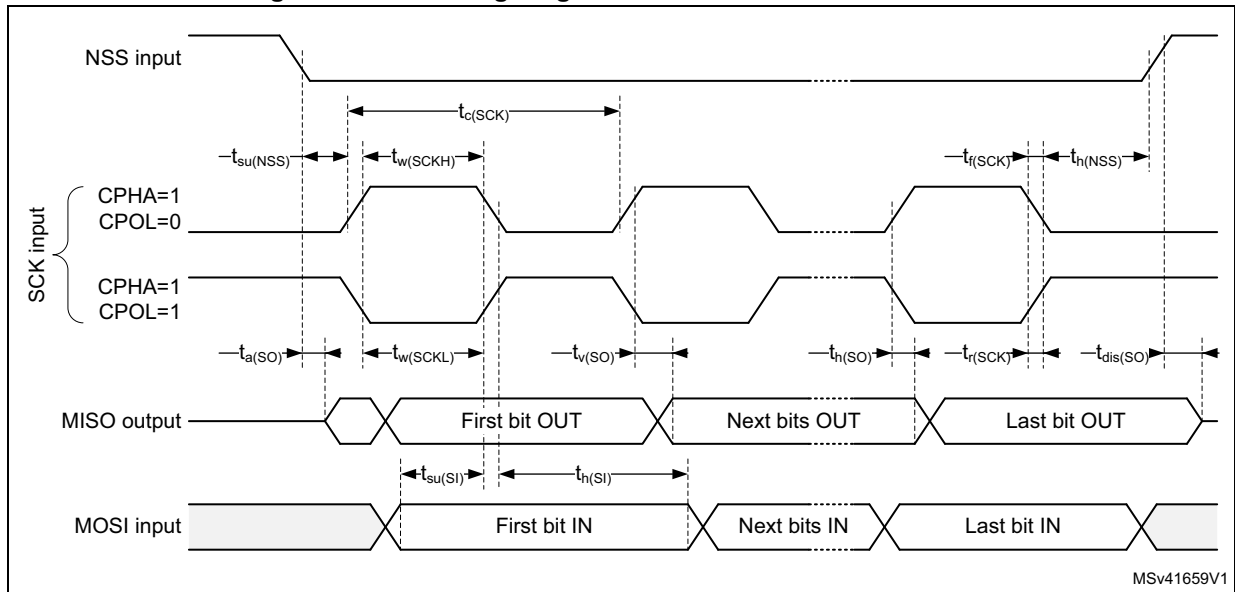 NSS input
tc(SCK)
tsu(NSS)
tw(SCKH)
tf(SCK)
th(NSS)
SCK input
CPHA=1
CPOL=0
CPHA=1
CPOL=1
ta(SO)
tw(SCKL)
tv(SO)
th(SO)
tr(SCK)
tdis(SO)
MISO output
First bit OUT
Next bits OUT
Last bit OUT
tsu(SI)
th(SI)
MOSI input
First bit IN
Next bits IN
Last bit IN
MSv41659V1